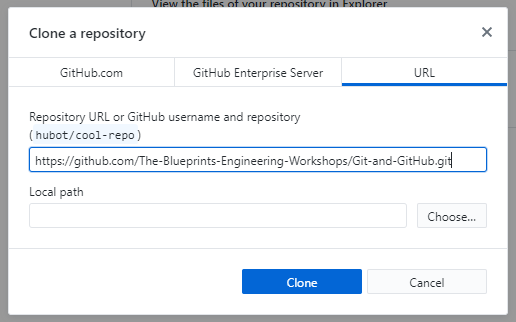 View the files of your repository in Explorer
Clone a repository
GitHub.com
GitHub Enterprise Server
URL
Repository URL or GitHub username and repository
(hubot/cool-repo)
https://github.com/The-Blueprints-Engineering-Workshops/Git-and-GitHub.git
Local path
Choose...
Clone
Cancel